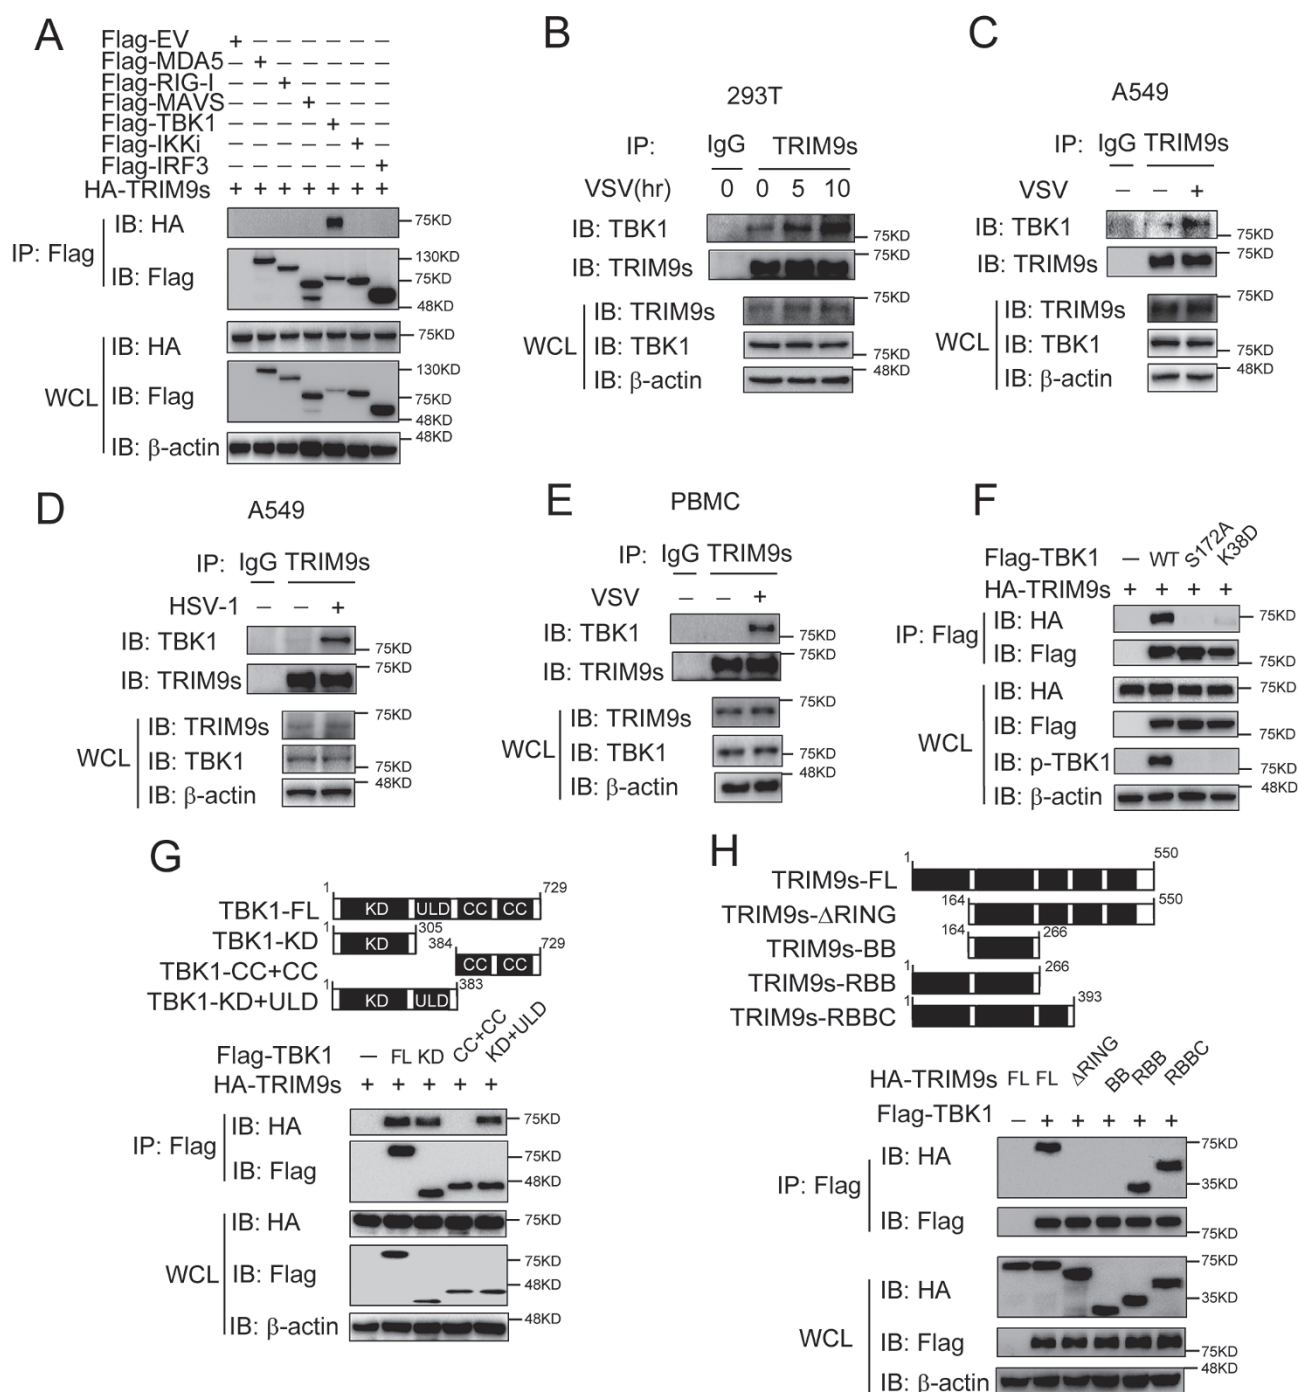 A
Flag-EV + – – – – – –
Flag-MDA5 – + – – – – –
Flag-RIG-I – – + – – – –
Flag-MAVS – – – + – – –
Flag-TBK1 – – – – + – –
Flag-IKKi – – – – – + –
Flag-IRF3 – – – – – – +
HA-TRIM9s + + + + + + +
IP: Flag
IB: HA 75KD
IB: Flag 130KD
75KD
48KD
WCL
IB: HA 75KD
IB: Flag 130KD
75KD
48KD
IB: β-actin 48KD
B
293T
IP: IgG TRIM9s
VSV(hr) 0 0 5 10
IB: TBK1 75KD
IB: TRIM9s 75KD
WCL
IB: TRIM9s 75KD
IB: TBK1 75KD
IB: β-actin 48KD
C
A549
IP: IgG TRIM9s
VSV – – +
IB: TBK1 75KD
IB: TRIM9s 75KD
WCL
IB: TRIM9s 75KD
IB: TBK1 75KD
IB: β-actin 48KD
D
A549
IP: IgG TRIM9s
HSV-1 – – +
IB: TBK1 75KD
IB: TRIM9s 75KD
WCL
IB: TRIM9s 75KD
IB: TBK1 75KD
IB: β-actin 48KD
E
PBMC
IP: IgG TRIM9s
VSV – – +
IB: TBK1 75KD
IB: TRIM9s 75KD
WCL
IB: TRIM9s 75KD
IB: TBK1 75KD
IB: β-actin 48KD
F
Flag-TBK1 – WT S172A K38D
HA-TRIM9s + + + +
IP: Flag
IB: HA 75KD
IB: Flag 75KD
WCL
IB: HA 75KD
IB: Flag 75KD
IB: p-TBK1 75KD
IB: β-actin 48KD
G
1 729
TBK1-FL KD ULD CC CC
1 305
TBK1-KD KD
384 729
TBK1-CC+CC CC CC
1 383
TBK1-KD+ULD KD ULD
Flag-TBK1 – FL KD CC+CC KD+ULD
HA-TRIM9s + + + + +
IP: Flag
IB: HA 75KD
IB: Flag 75KD
48KD
WCL
IB: HA 75KD
IB: Flag 75KD
48KD
IB: β-actin 48KD
H
1 550
TRIM9s-FL
164 550
TRIM9s-ΔRING
164 266
TRIM9s-BB
1 266
TRIM9s-RBB
1 393
TRIM9s-RBBC
HA-TRIM9s FL FL ΔRING BB RBB RBBC
Flag-TBK1 – + + + + +
IP: Flag
IB: HA 75KD
35KD
IB: Flag 75KD
WCL
IB: HA 75KD
35KD
IB: Flag 75KD
IB: β-actin 48KD